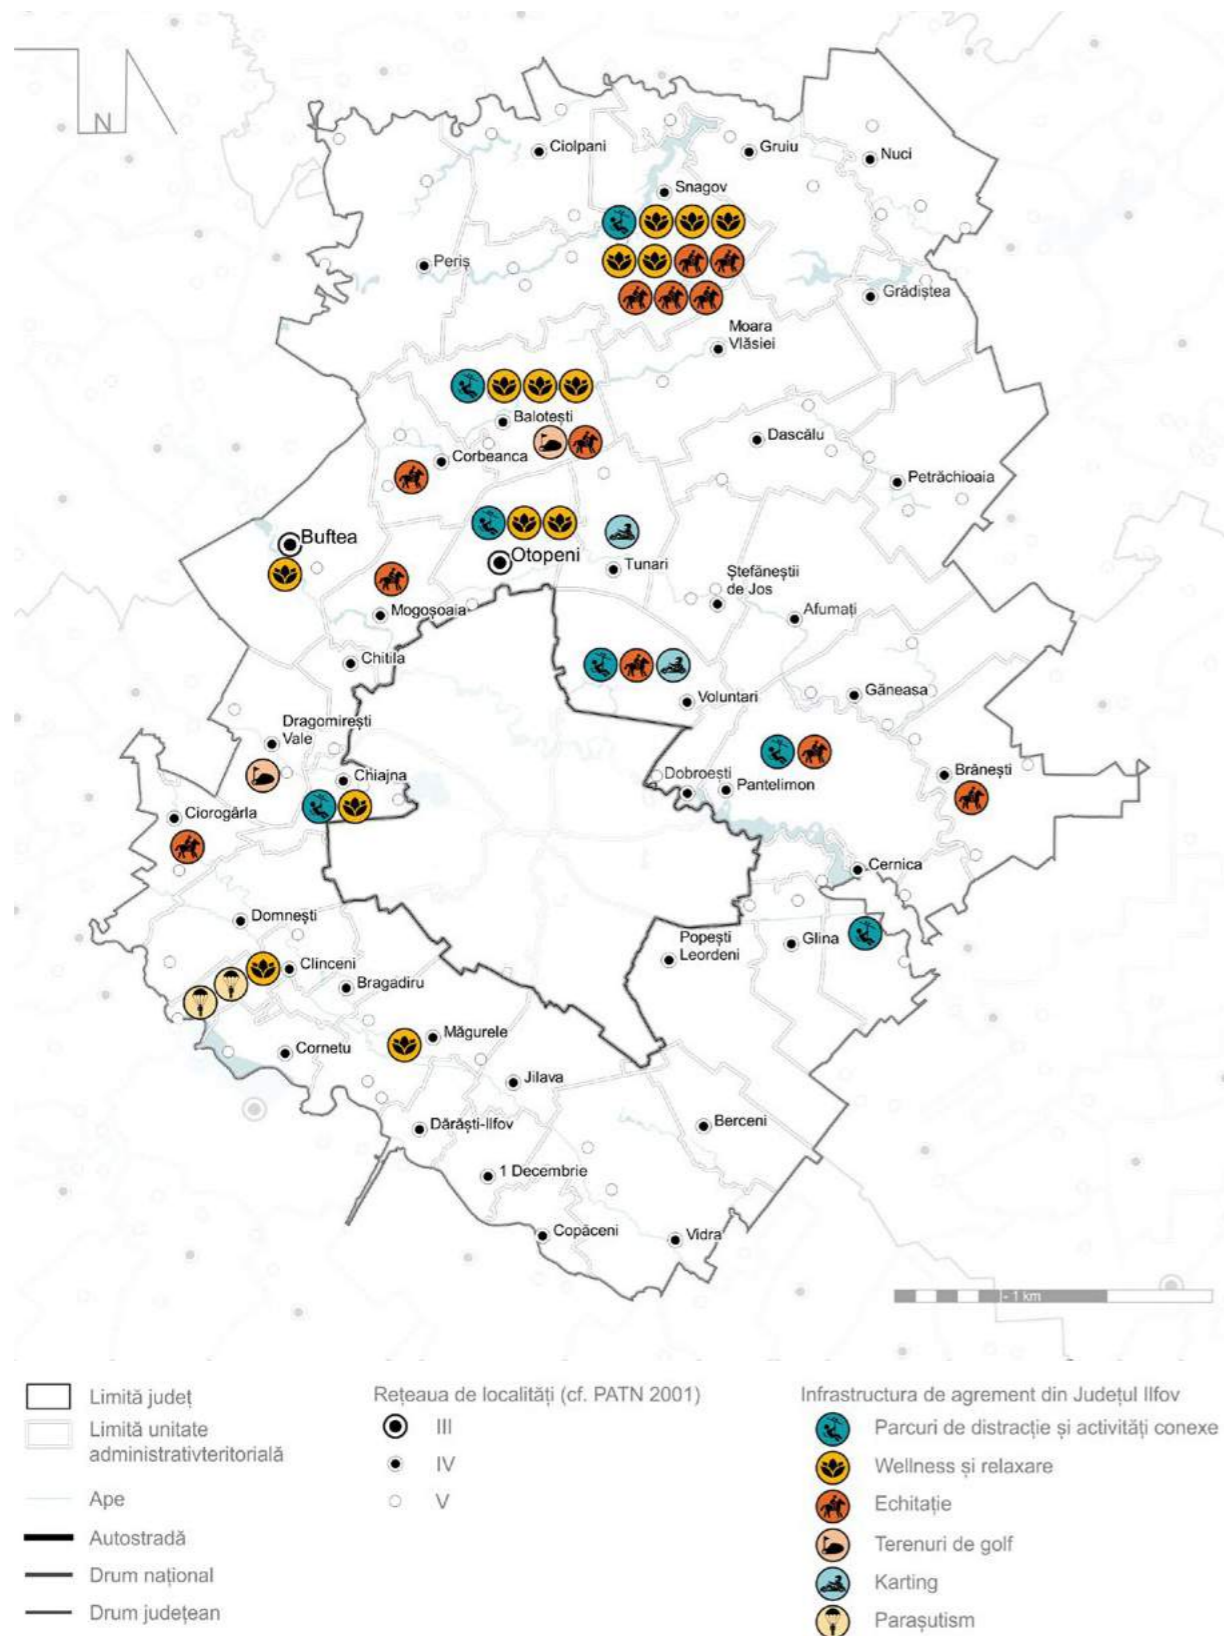 N
Ciolpani
Gruiu
Nuci
Snagov
Periș
Grădiștea
Moara
Vlăsiei
Balotești
Dascălu
Corbeanca
Petrăchioaia
Buftea
Otopeni
Tunari
Ștefăneștii
de Jos
Afumați
Mogoșoaia
Chitila
Găneasa
Voluntari
Dragomirești
Vale
Chiajna
Dobroești
Pantelimon
Brănești
Ciorogârla
Cernica
Domnești
Popești
Leordeni
Glina
Clinceni
Bragadiru
Măgurele
Cornetu
Jilava
Dărăști-Ilfov
Berceni
1 Decembrie
Copăceni
Vidra
1 km
Limită județ
Limită unitate
administrativteritorială
Ape
Autostradă
Drum național
Drum județean
Rețeaua de localități (cf. PATN 2001)
III
IV
V
Infrastructura de agrement din Județul Ilfov
Parcuri de distracție și activități conexe
Wellness și relaxare
Echitație
Terenuri de golf
Karting
Parașutism